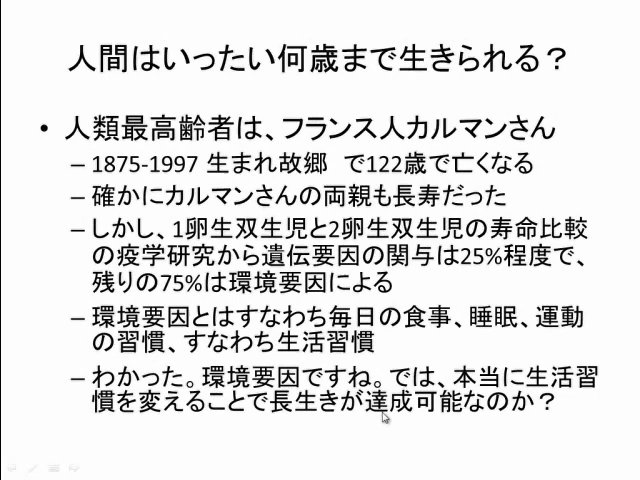 人間はいったい何歳まで生きられる？
• 人類最高齢者は、フランス人カルマンさん
– 1875-1997 生まれ故郷　で122歳で亡くなる
– 確かにカルマンさんの両親も長寿だった
– しかし、1卵生双生児と2卵生双生児の寿命比較
の疫学研究から遺伝要因の関与は25%程度で、
残りの75%は環境要因による
– 環境要因とはすなわち毎日の食事、睡眠、運動
の習慣、すなわち生活習慣
– わかった。環境要因ですね。では、本当に生活習
慣を変えることで長生きが達成可能なのか？